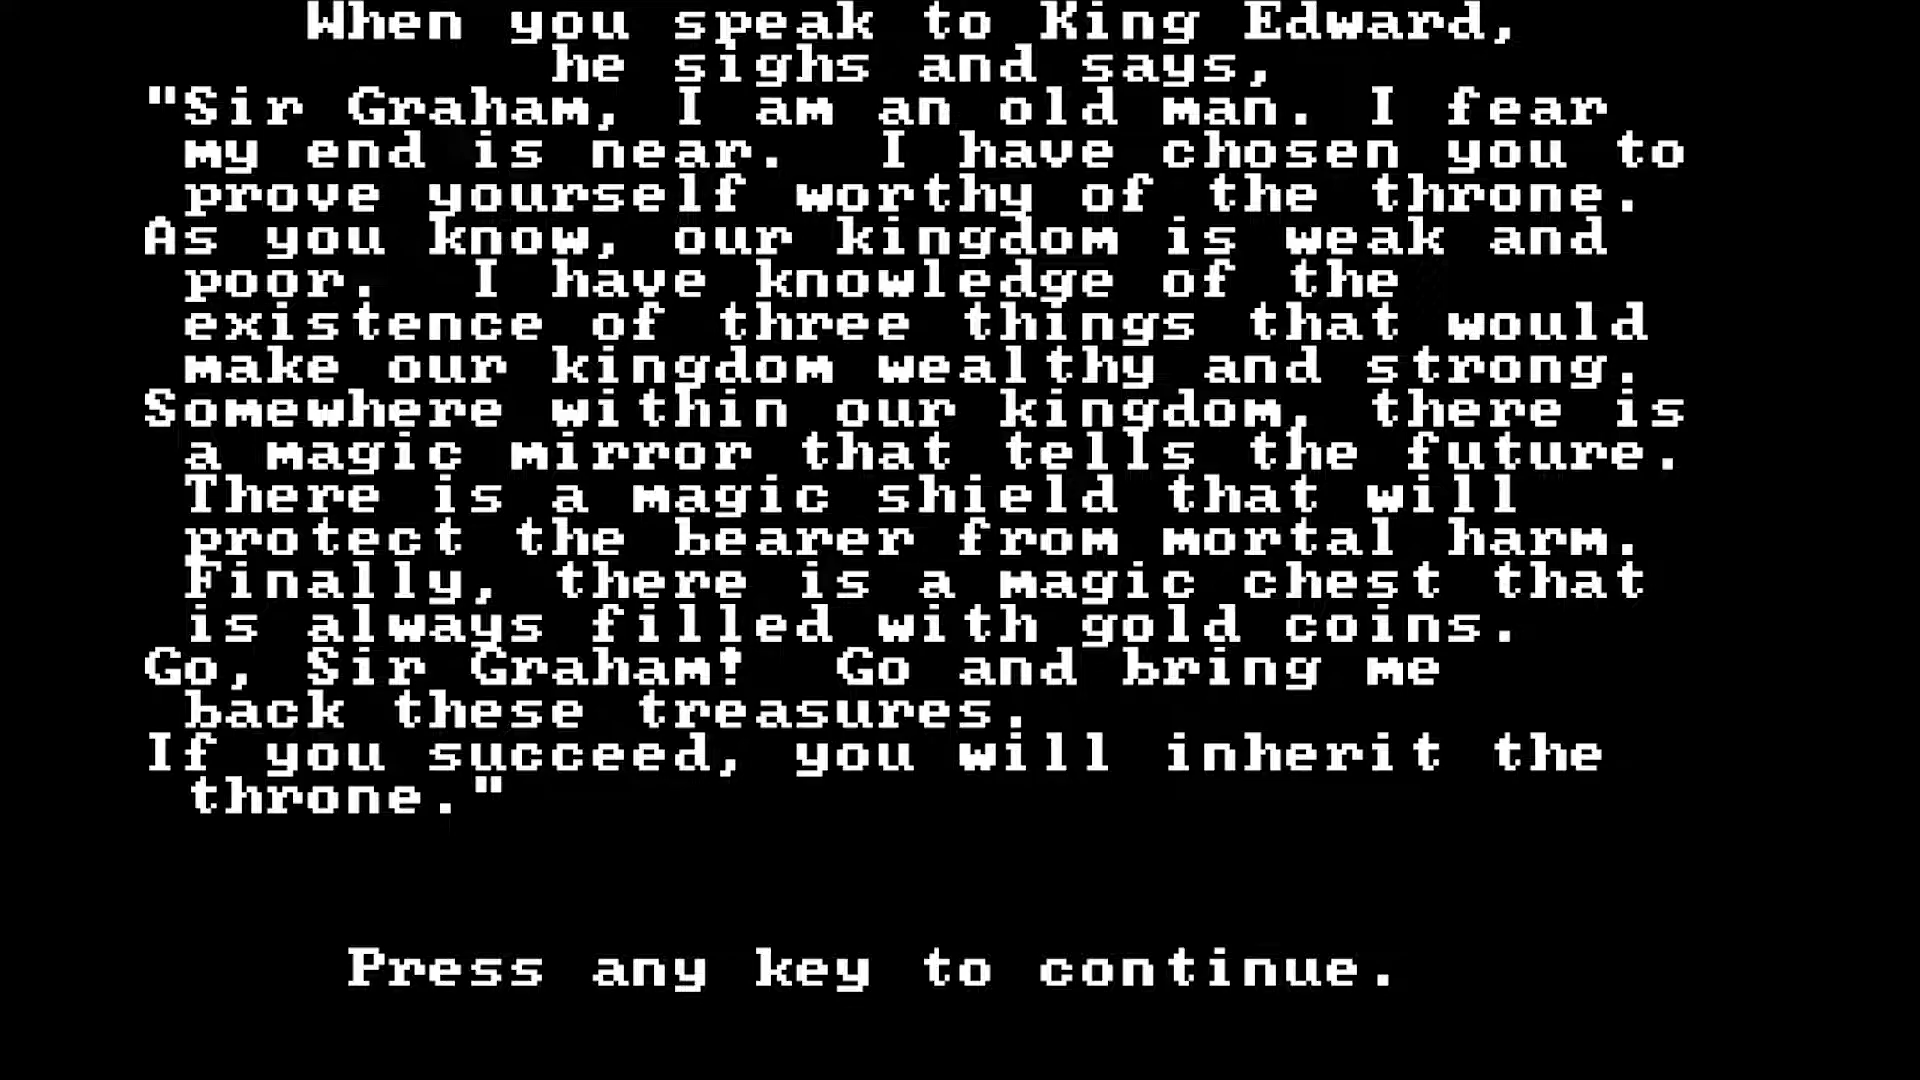 When you speak to King Edward,
he sighs and says,
"Sir Graham, I am an old man. I fear
my end is near.  I have chosen you to
prove yourself worthy of the throne.
As you know, our kingdom is weak and
poor.  I have knowledge of the
existence of three things that would
make our kingdom wealthy and strong.
Somewhere within our kingdom, there is
a magic mirror that tells the future.
There is a magic shield that will
protect the bearer from mortal harm.
Finally, there is a magic chest that
is always filled with gold coins.
Go, Sir Graham!  Go and bring me
back these treasures.
If you succeed, you will inherit the
throne."
Press any key to continue.